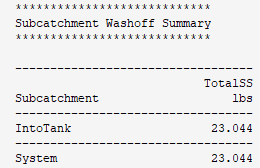 ****************************
Subcatchment Washoff Summary
****************************
----------------------------------
TotalSS
Subcatchment lbs
----------------------------------
IntoTank 23.044
----------------------------------
System 23.044